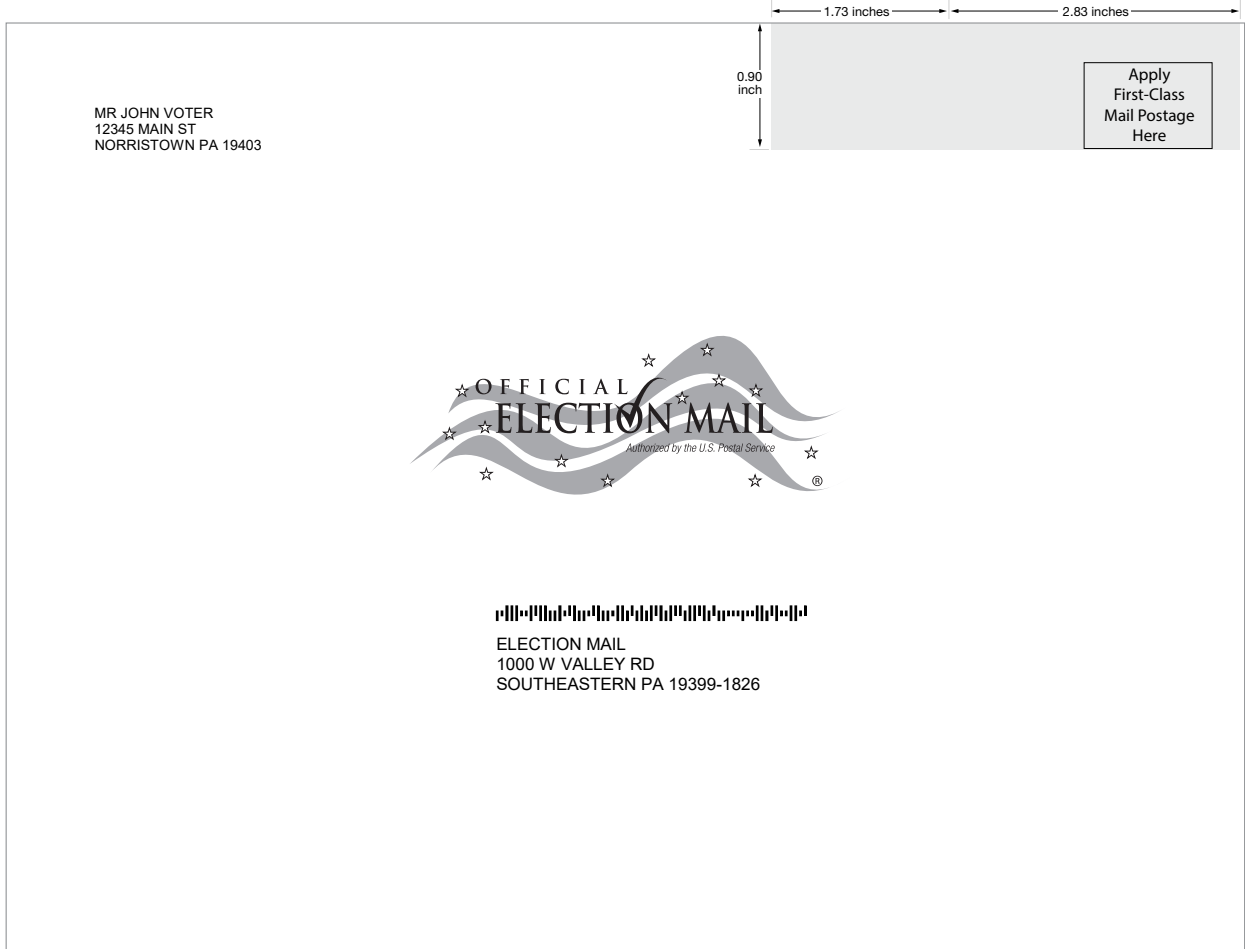 1.73 inches
2.83 inches
0.90
inch
Apply
First-Class
Mail Postage
Here
MR JOHN VOTER
12345 MAIN ST
NORRISTOWN PA 19403
OFFICIAL
ELECTION MAIL
Authorized by the U.S. Postal Service
®
ELECTION MAIL
1000 W VALLEY RD
SOUTHEASTERN PA 19399-1826